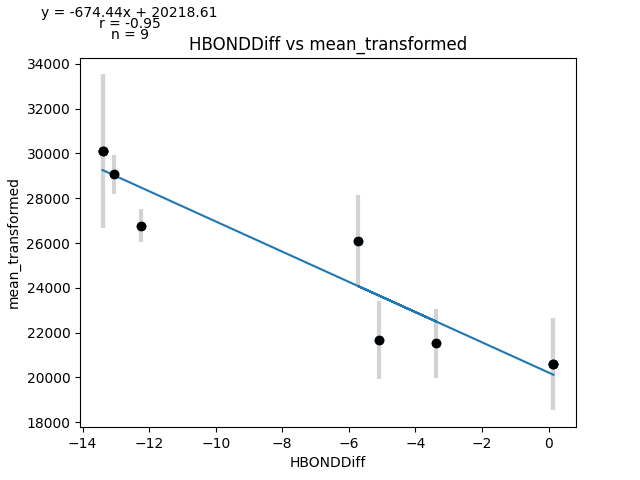 y = -674.44x + 20218.61
r = -0.95
n = 9
HBONDDiff vs mean_transformed
34000
32000
30000
28000
26000
24000
22000
20000
18000
mean_transformed
−14
−12
−10
−8
−6
−4
−2
0
HBONDDiff